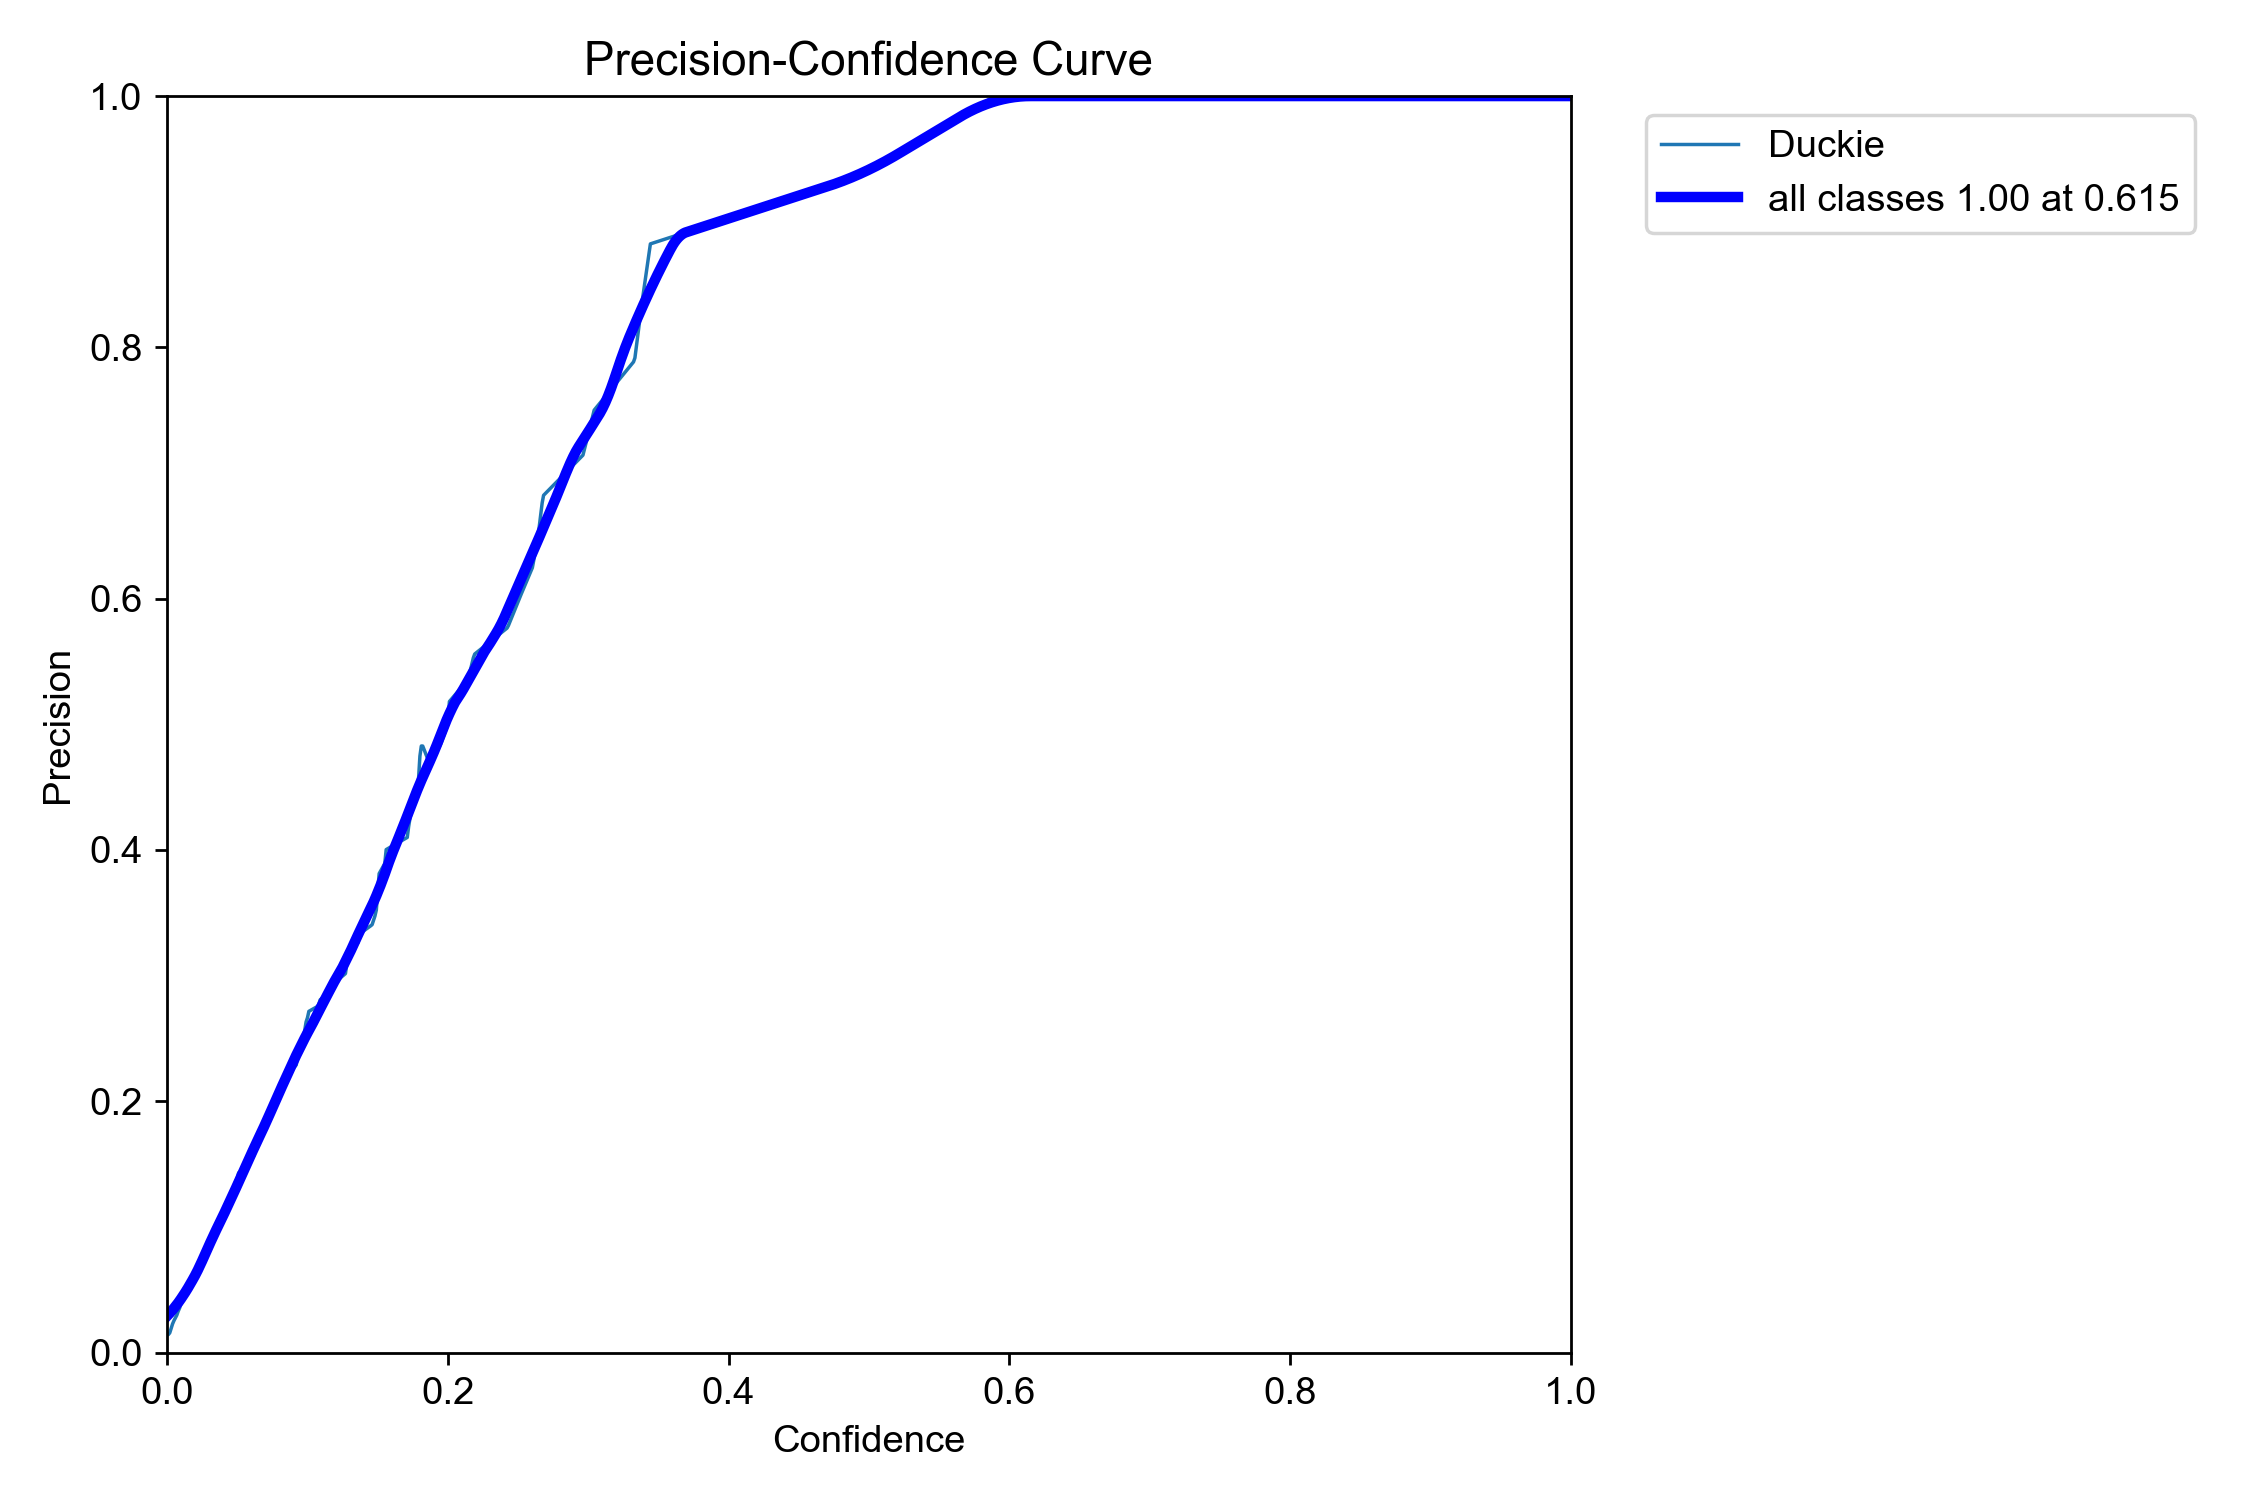 Precision-Confidence Curve
1.0
0.8
0.6
0.4
0.2
0.0
Precision
0.0 0.2 0.4 0.6 0.8 1.0
Confidence
Duckie
all classes 1.00 at 0.615